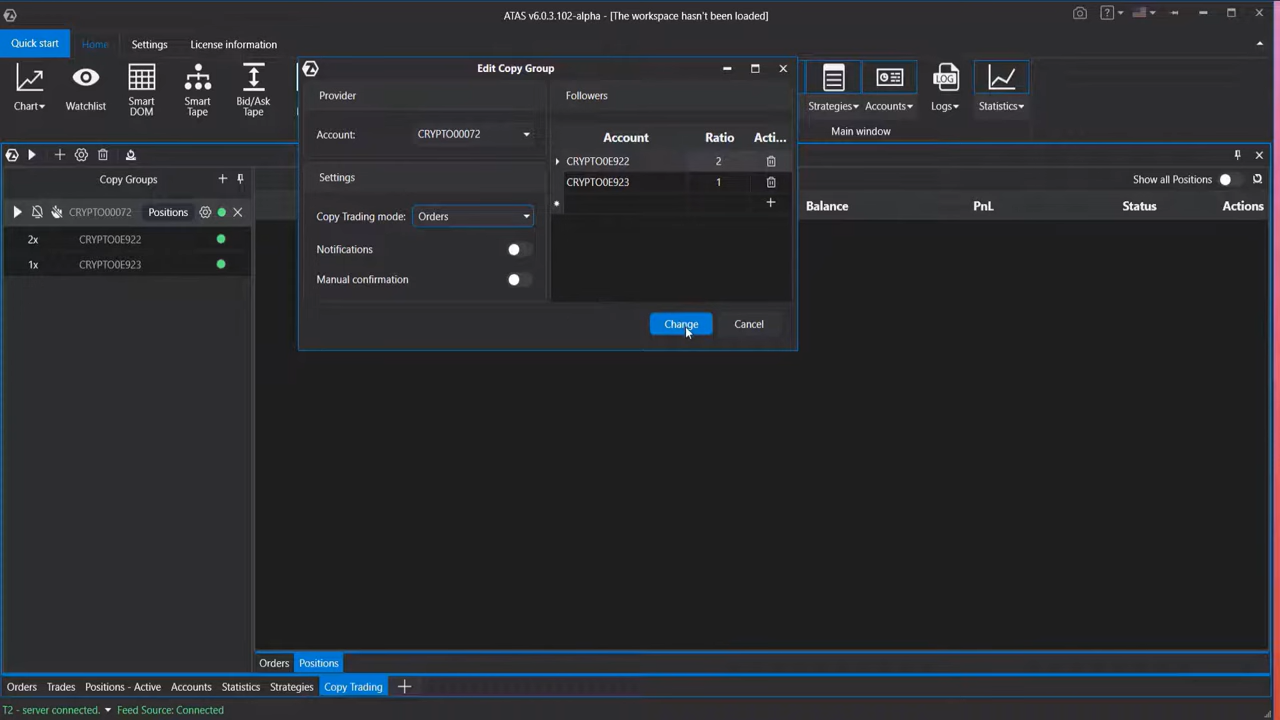 ATAS v6.0.3.102-alpha - [The workspace hasn't been loaded]
Quick start
Home
Settings
License information
Chart
Watchlist
Smart DOM
Smart Tape
Bid/Ask Tape
Strategies
Accounts
LOG
Logs
Statistics
Main window
Edit Copy Group
Provider
Account:
CRYPTO00072
Settings
Copy Trading mode:
Orders
Notifications
Manual confirmation
Followers
Account Ratio Acti...
CRYPTO0E922 2
CRYPTO0E923 1
Change
Cancel
Copy Groups
CRYPTO00072 Positions
2x CRYPTO0E922
1x CRYPTO0E923
Show all Positions
Balance PnL Status Actions
Orders Positions
Orders Trades Positions - Active Accounts Statistics Strategies Copy Trading
T2 - server connected. Feed Source: Connected